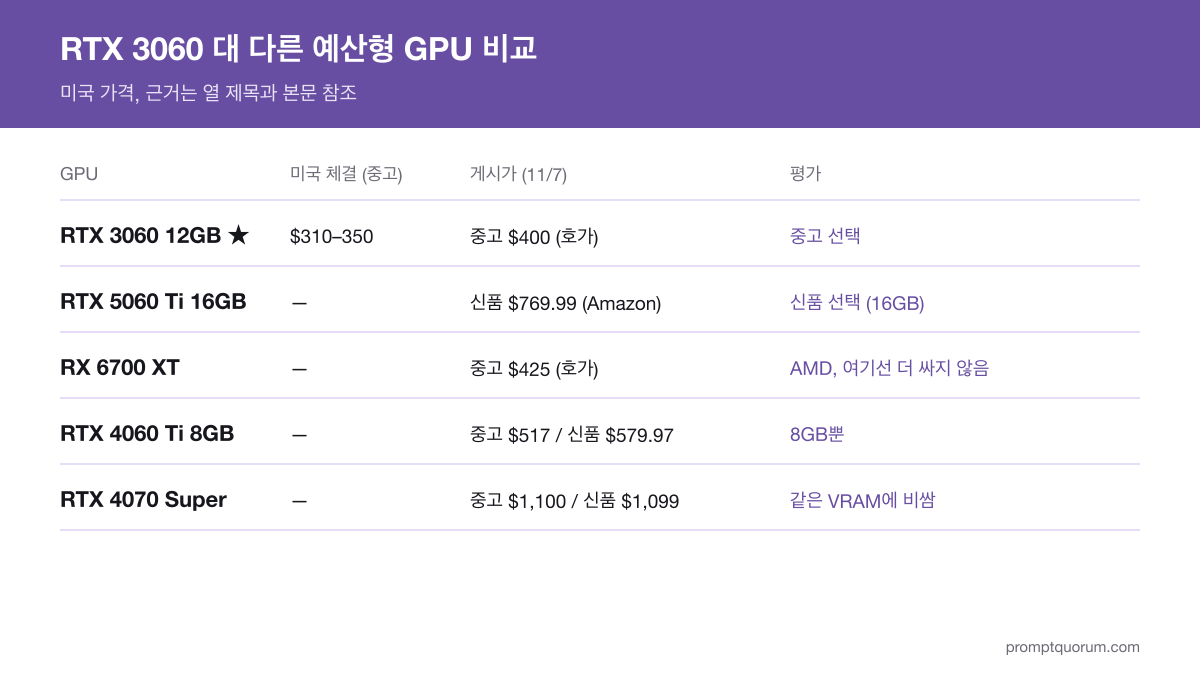 RTX 3060 대 다른 예산형 GPU 비교
미국 가격, 근거는 열 제목과 본문 참조
GPU 미국 체결 (중고) 게시가 (11/7) 평가
RTX 3060 12GB ★ $310–350 중고 $400 (호가) 중고 선택
RTX 5060 Ti 16GB — 신품 $769.99 (Amazon) 신품 선택 (16GB)
RX 6700 XT — 중고 $425 (호가) AMD, 여기선 더 싸지 않음
RTX 4060 Ti 8GB — 중고 $517 / 신품 $579.97 8GB뿐
RTX 4070 Super — 중고 $1,100 / 신품 $1,099 같은 VRAM에 비쌈
promptquorum.com